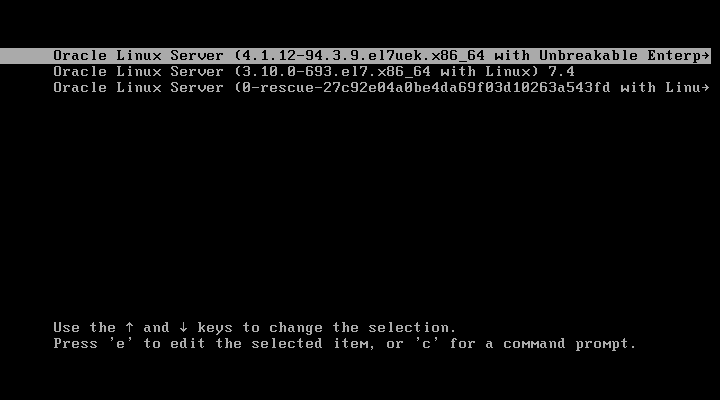 Oracle Linux Server (4.1.12-94.3.9.el7uek.x86_64 with Unbreakable Enterp→
Oracle Linux Server (3.10.0-693.el7.x86_64 with Linux) 7.4
Oracle Linux Server (0-rescue-27c92e04a0be4da69f03d10263a543fd with Linu→
Use the ↑ and ↓ keys to change the selection.
Press 'e' to edit the selected item, or 'c' for a command prompt.